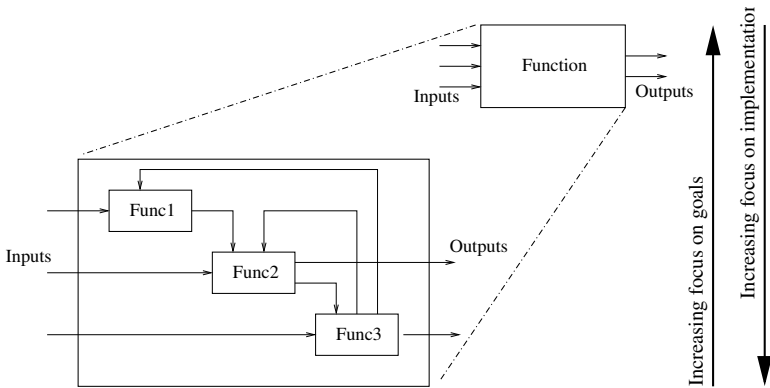 Function
Inputs
Outputs
Func1
Func2
Func3
Inputs
Outputs
Increasing focus on goals
Increasing focus on implementation